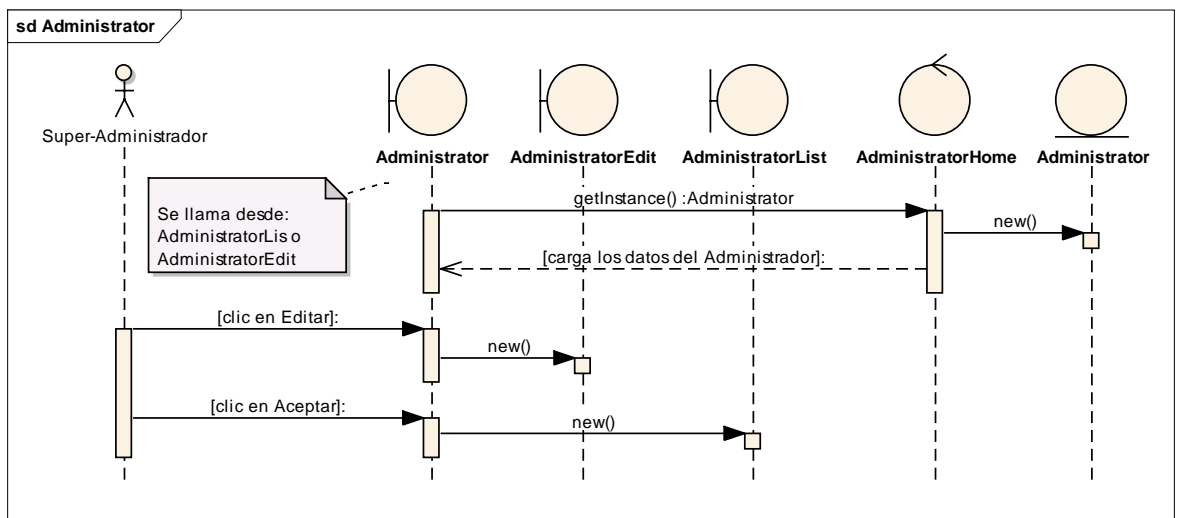 sd Administrator
Super-Administrador
Administrator
AdministratorEdit
AdministratorList
AdministratorHome
Administrator
Se llama desde:
AdministratorLis o
AdministratorEdit
getInstance() :Administrator
new()
[carga los datos del Administrador]:
[clic en Editar]:
new()
[clic en Aceptar]:
new()